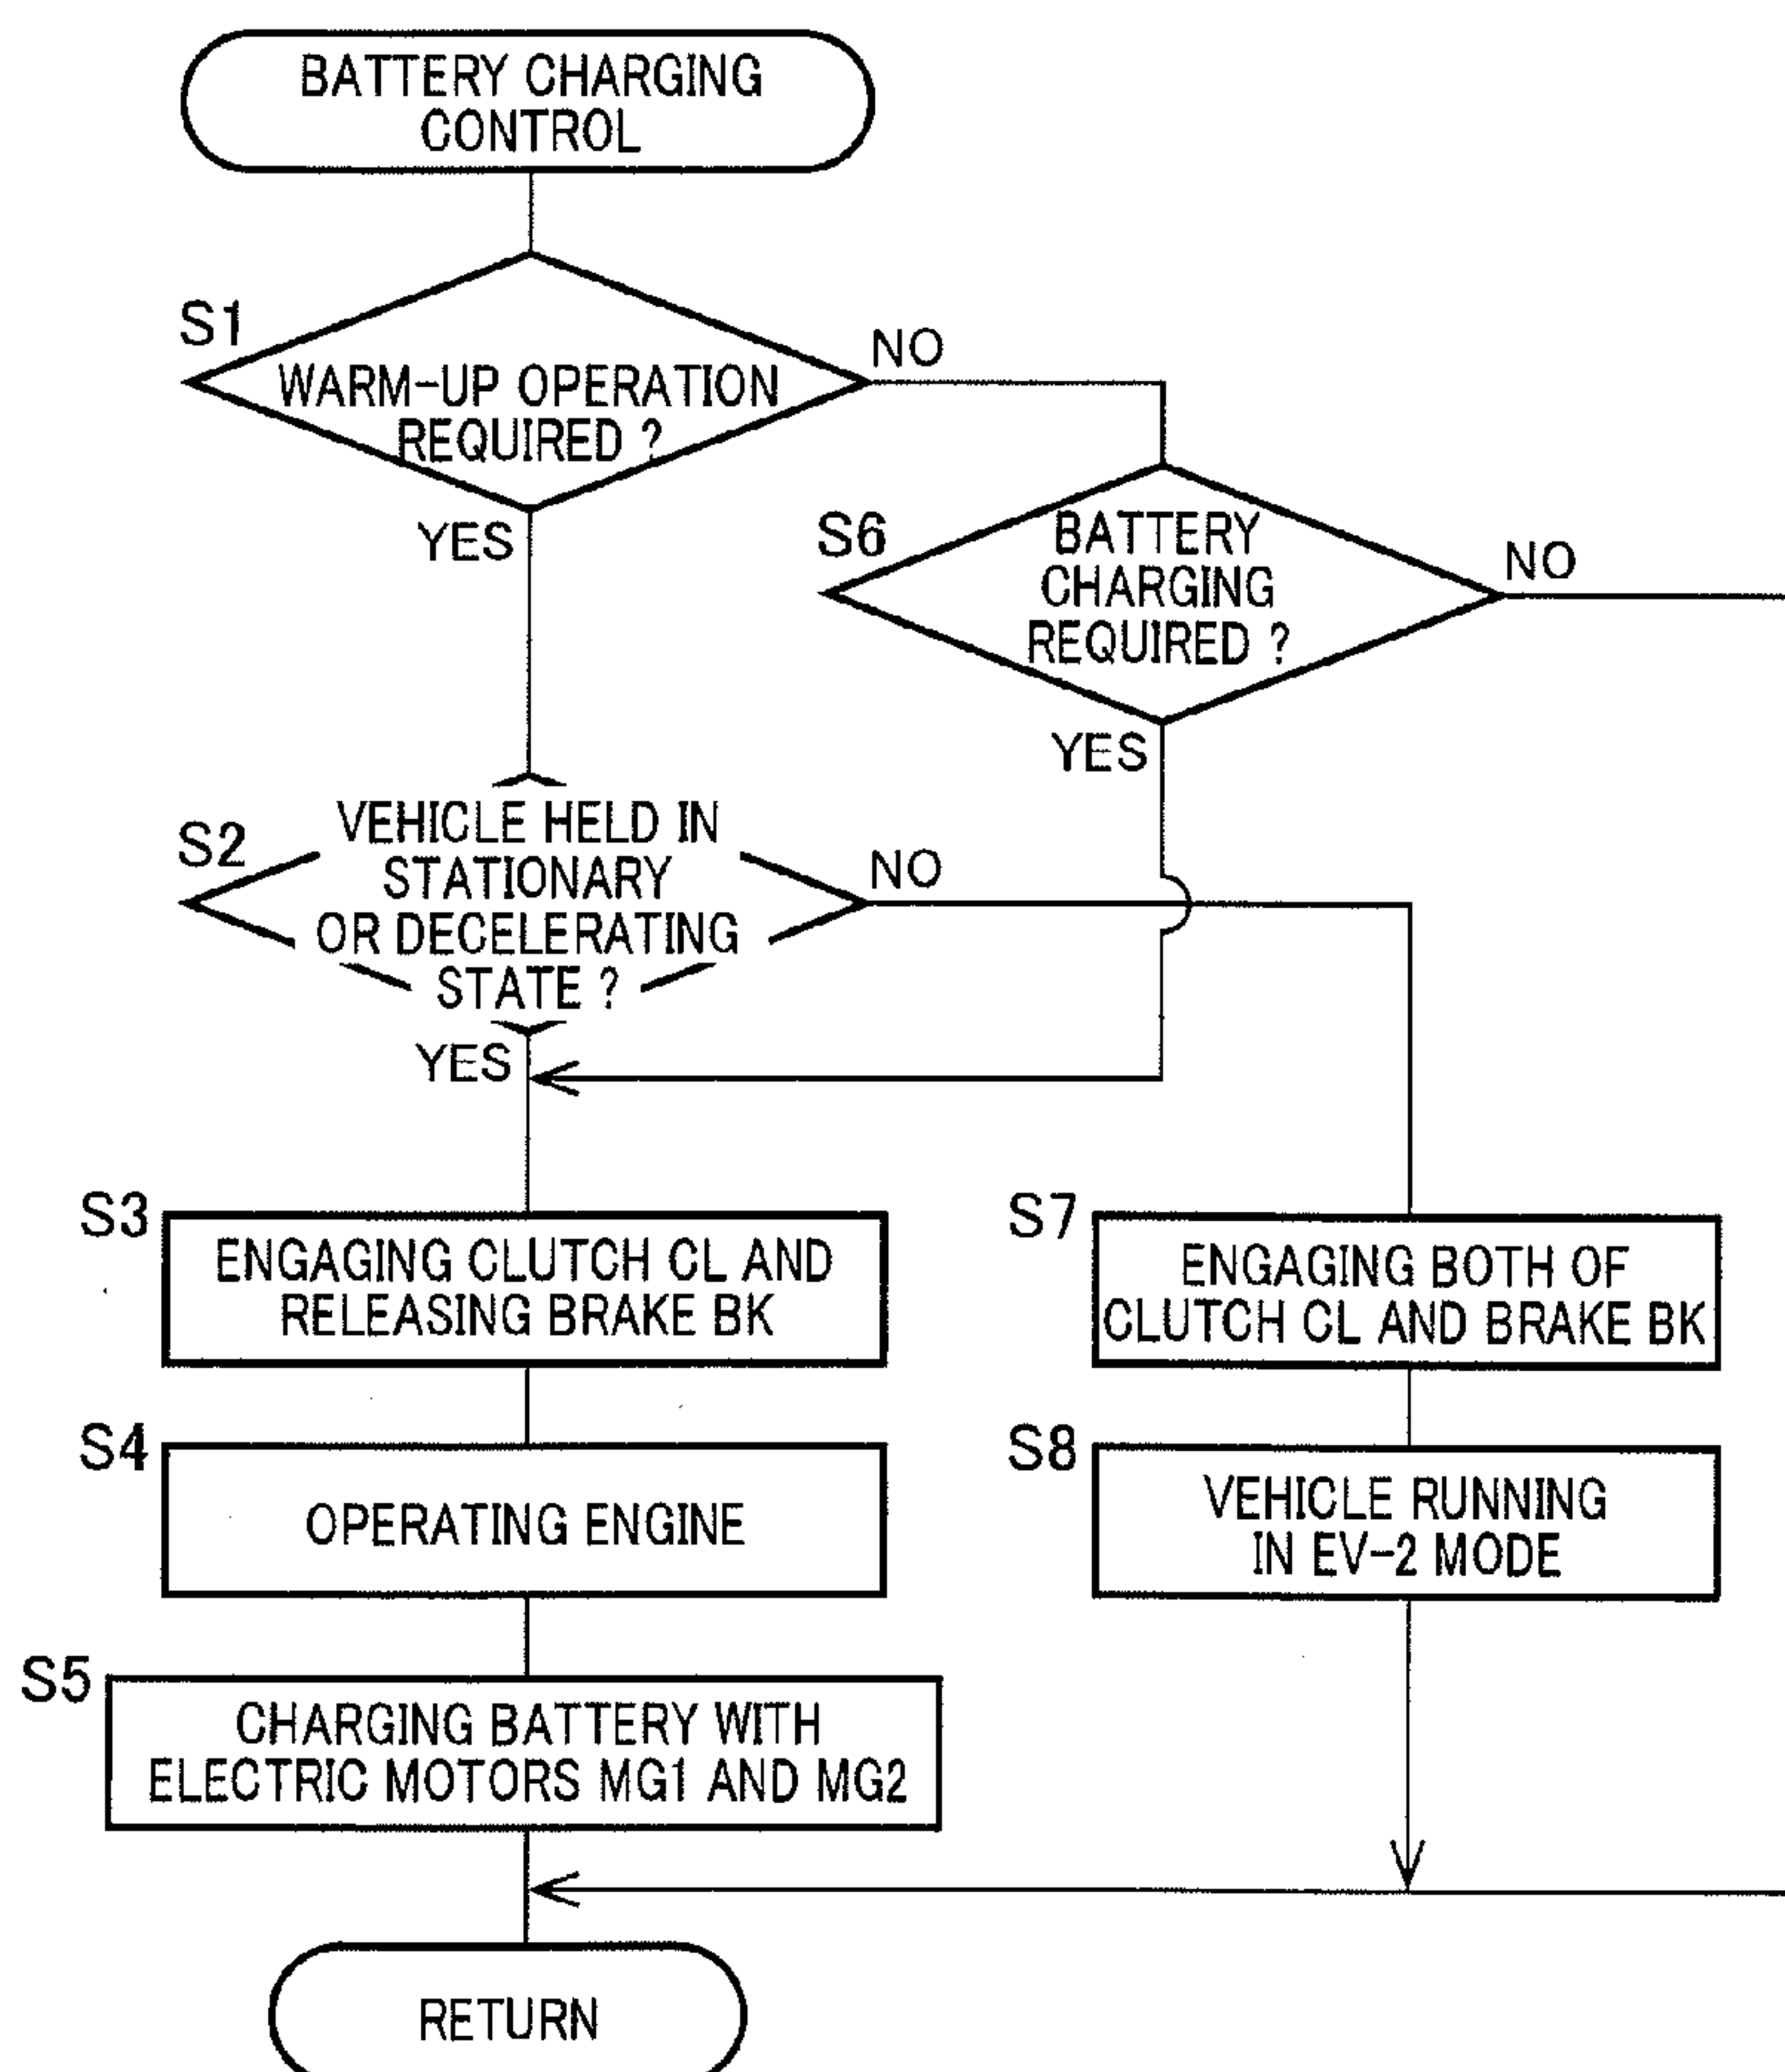 BATTERY CHARGING
CONTROL
S1
WARM-UP OPERATION
REQUIRED ?
NO
YES
S6
BATTERY
CHARGING
REQUIRED ?
NO
YES
S2
VEHICLE HELD IN
STATIONARY
OR DECELERATING
STATE ?
NO
YES
S3
ENGAGING CLUTCH CL AND
RELEASING BRAKE BK
S7
ENGAGING BOTH OF
CLUTCH CL AND BRAKE BK
S4
OPERATING ENGINE
S8
VEHICLE RUNNING
IN EV-2 MODE
S5
CHARGING BATTERY WITH
ELECTRIC MOTORS MG1 AND MG2
RETURN